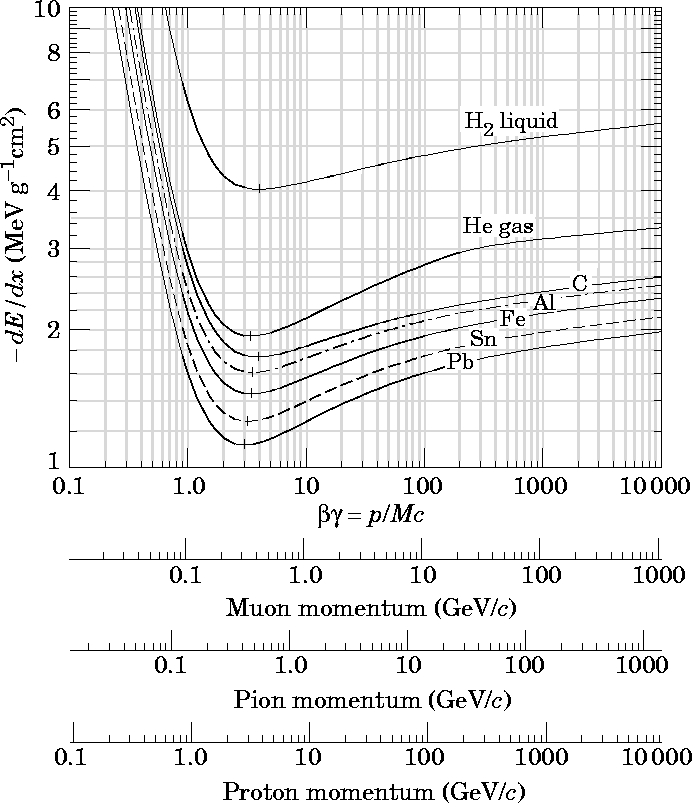 10
8
6
5
4
3
2
1
−dE/dx (MeV g⁻¹cm²)
H₂ liquid
He gas
C
Al
Fe
Sn
Pb
0.1 1.0 10 100 1000 10 000
βγ = p/Mc
0.1 1.0 10 100 1000
Muon momentum (GeV/c)
0.1 1.0 10 100 1000
Pion momentum (GeV/c)
0.1 1.0 10 100 1000 10 000
Proton momentum (GeV/c)